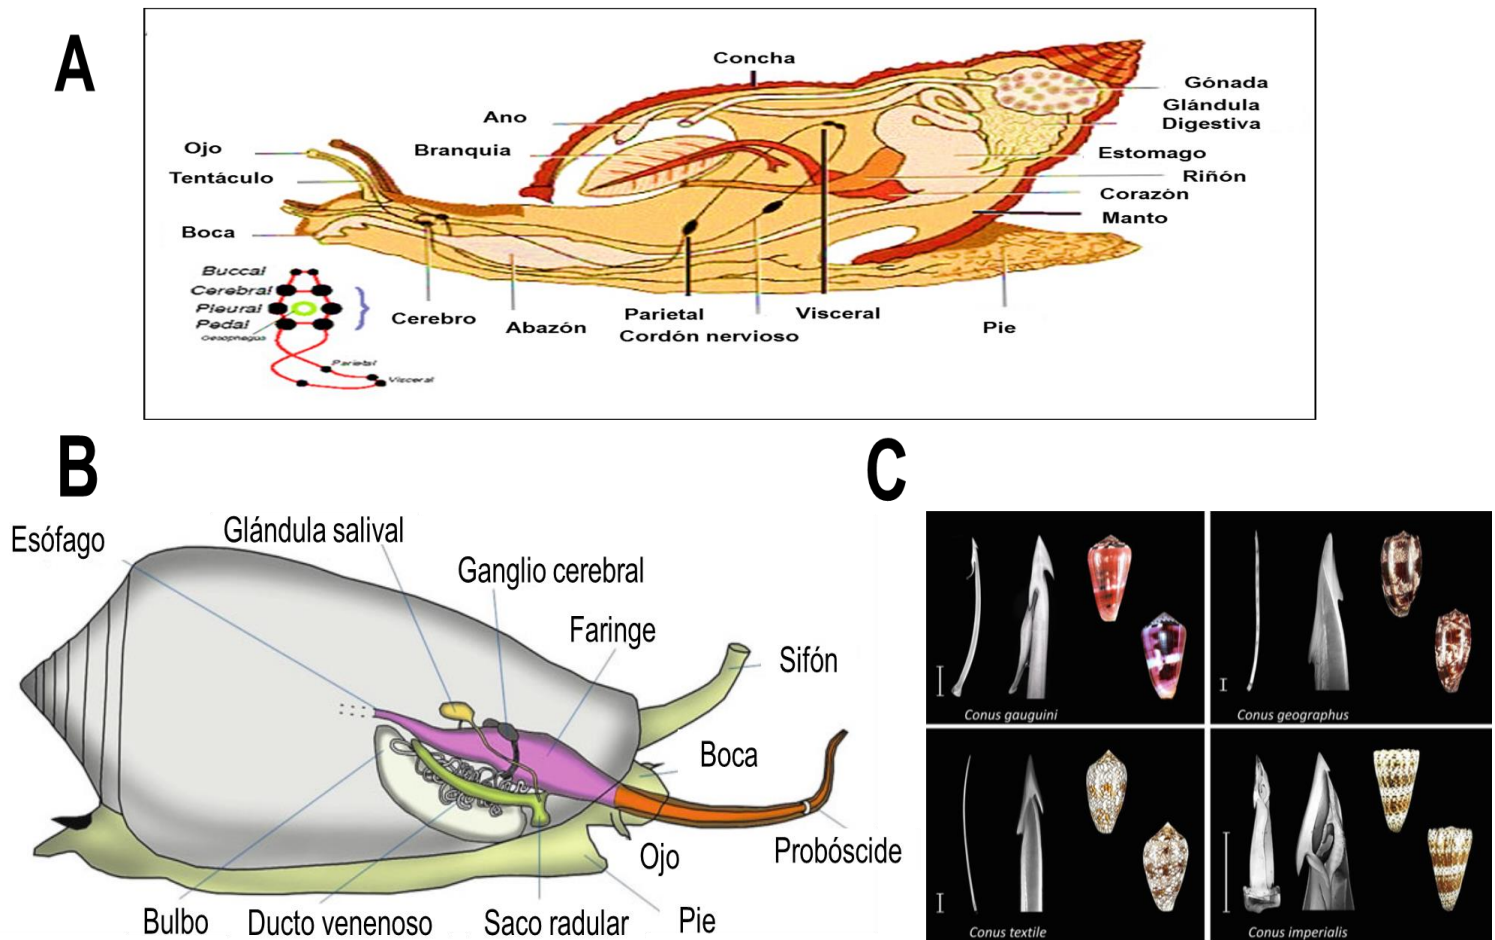 A
Concha
Ano
Branquia
Ojo
Tentáculo
Boca
Gónada
Glándula
Digestiva
Estomago
Riñón
Corazón
Manto
Buccal
Cerebral
Pleural
Pedal
Oesophagus
Parietal
Visceral
Cerebro
Abazón
Parietal
Cordón nervioso
Visceral
Pie
B
Esófago
Glándula salival
Ganglio cerebral
Faringe
Sifón
Boca
Probóscide
Ojo
Bulbo
Ducto venenoso
Saco radular
Pie
C
Conus gauguini
Conus geographus
Conus textile
Conus imperialis